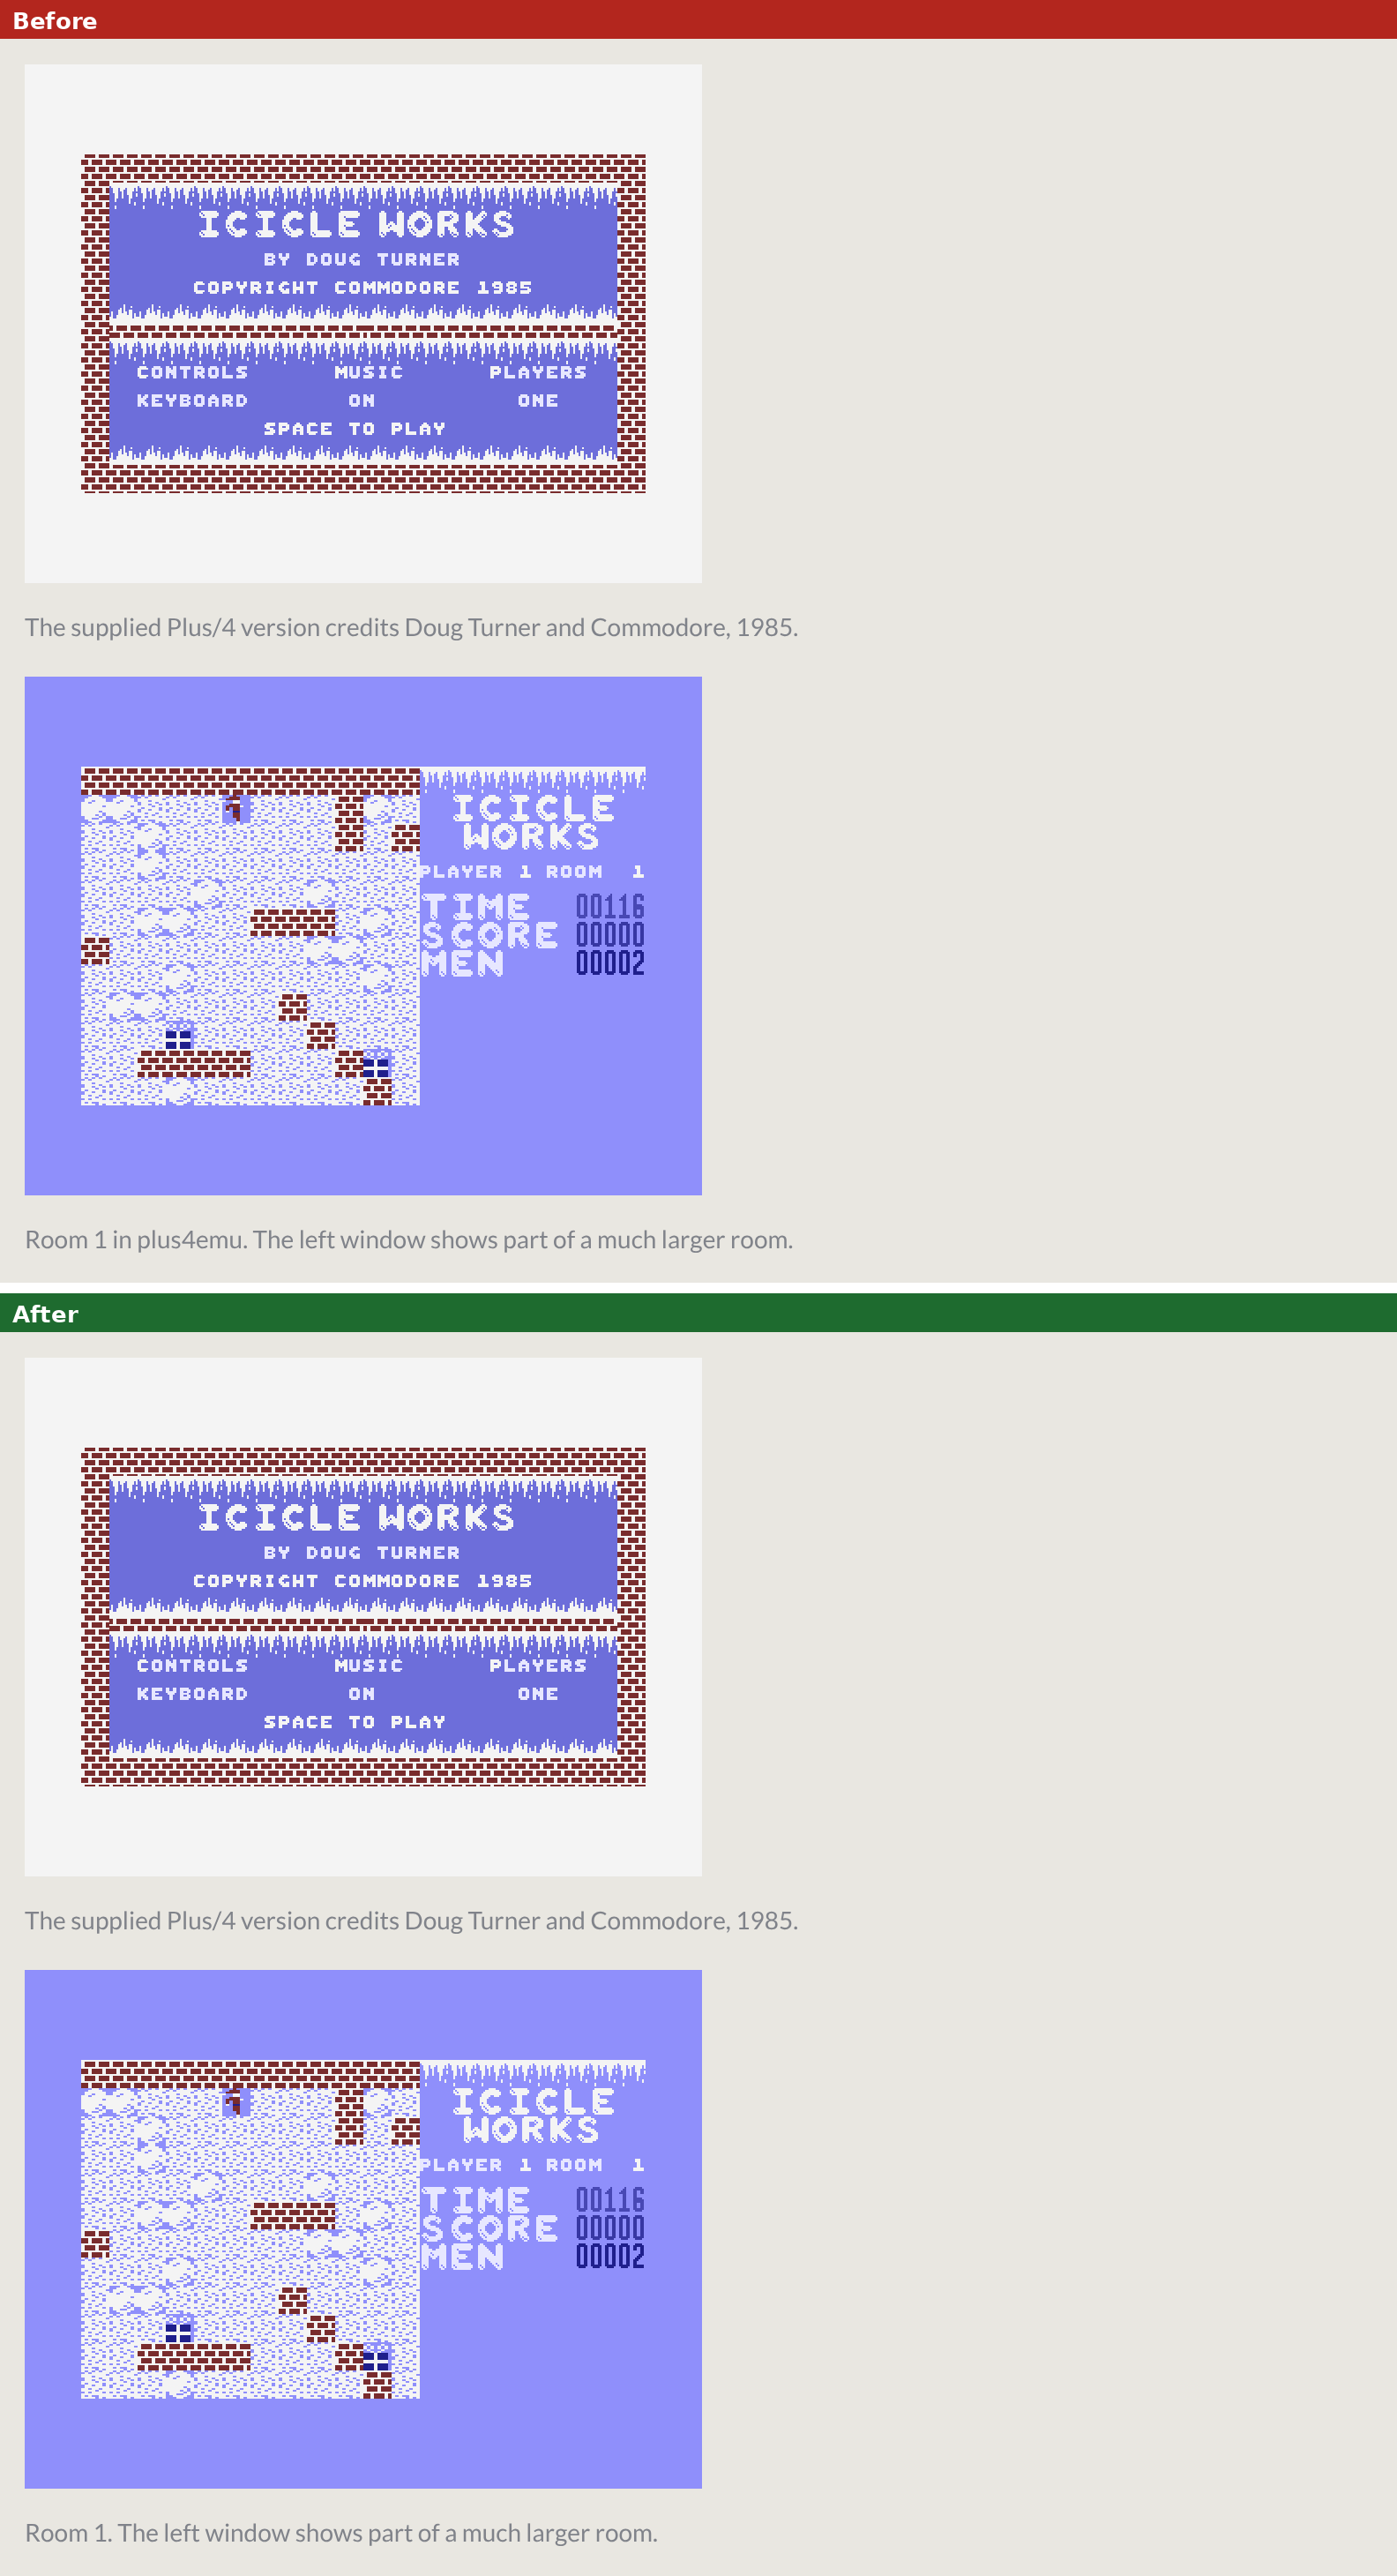 Before
ICICLE WORKS
BY DOUG TURNER
COPYRIGHT COMMODORE 1985
CONTROLS MUSIC PLAYERS
KEYBOARD ON ONE
SPACE TO PLAY
The supplied Plus/4 version credits Doug Turner and Commodore, 1985.
ICICLE
WORKS
PLAYER 1 ROOM 1
TIME 00116
SCORE 00000
MEN 00002
Room 1 in plus4emu. The left window shows part of a much larger room.
After
ICICLE WORKS
BY DOUG TURNER
COPYRIGHT COMMODORE 1985
CONTROLS MUSIC PLAYERS
KEYBOARD ON ONE
SPACE TO PLAY
The supplied Plus/4 version credits Doug Turner and Commodore, 1985.
ICICLE
WORKS
PLAYER 1 ROOM 1
TIME 00116
SCORE 00000
MEN 00002
Room 1. The left window shows part of a much larger room.